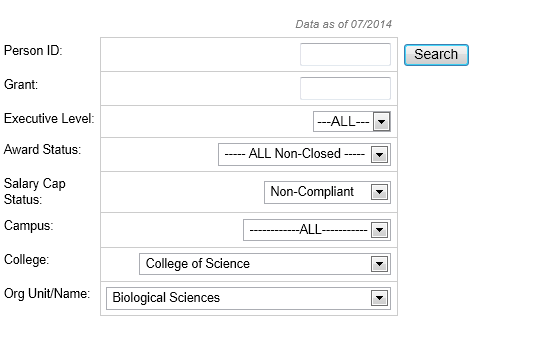 Data as of 07/2014
Person ID:
Search
Grant:
Executive Level:
---ALL---
Award Status:
----- ALL Non-Closed -----
Salary Cap
Status:
Non-Compliant
Campus:
------------ALL-----------
College:
College of Science
Org Unit/Name:
Biological Sciences